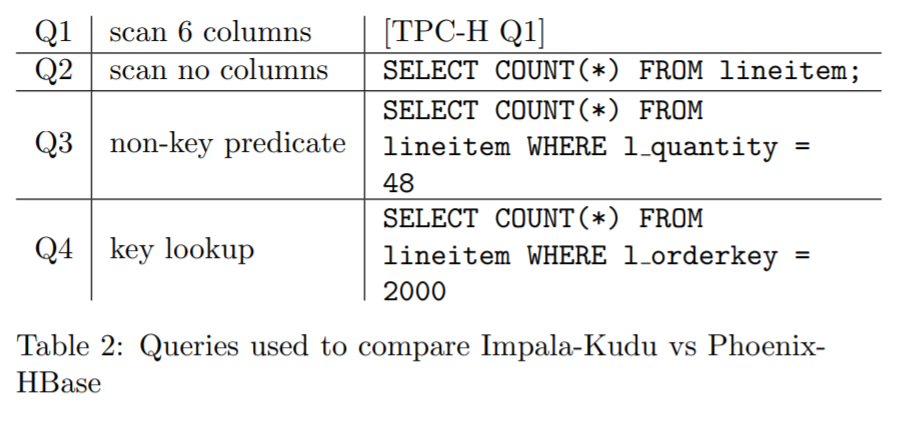 Q1 scan 6 columns [TPC-H Q1]
Q2 scan no columns SELECT COUNT(*) FROM lineitem;
Q3 non-key predicate SELECT COUNT(*) FROM
lineitem WHERE l_quantity =
48
Q4 key lookup SELECT COUNT(*) FROM
lineitem WHERE l_orderkey =
2000
Table 2: Queries used to compare Impala-Kudu vs Phoenix-
HBase